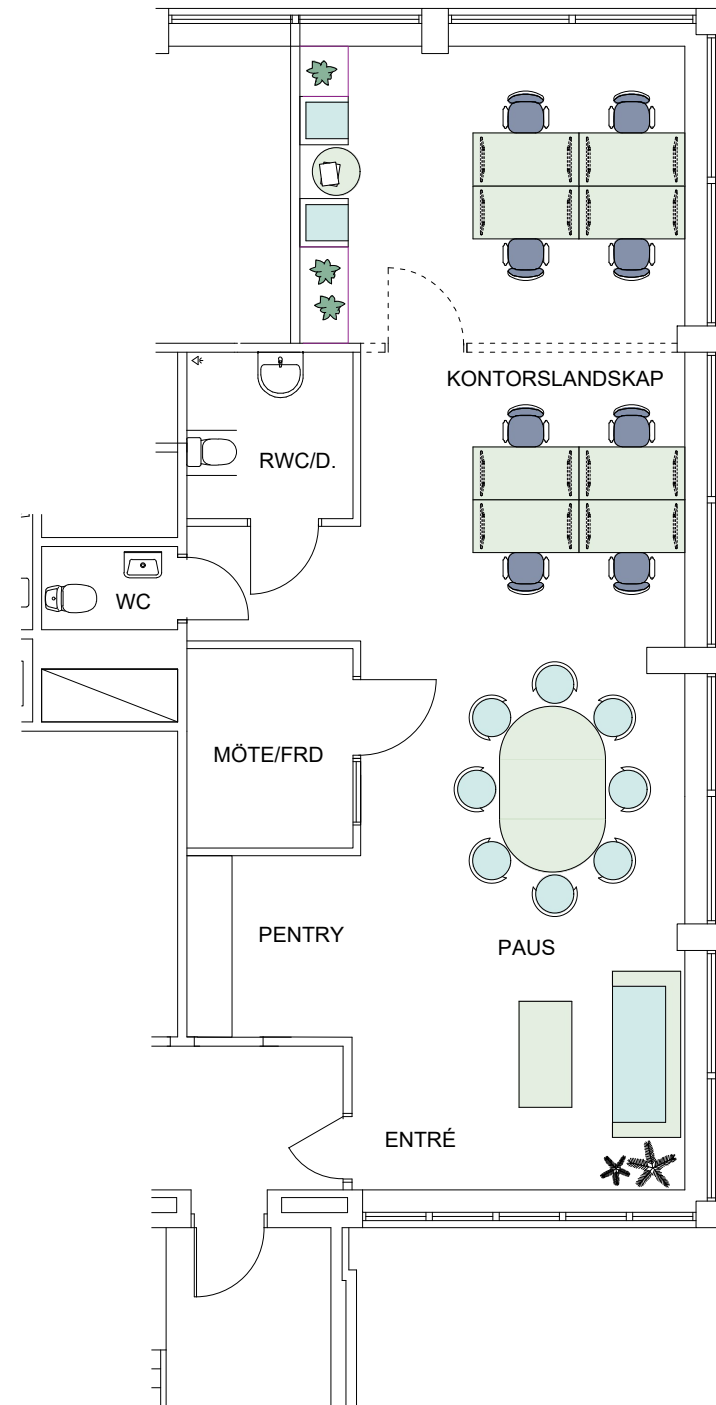 KONTORSLANDSKAP
RWC/D.
WC
MÖTE/FRD
PENTRY
PAUS
ENTRÉ